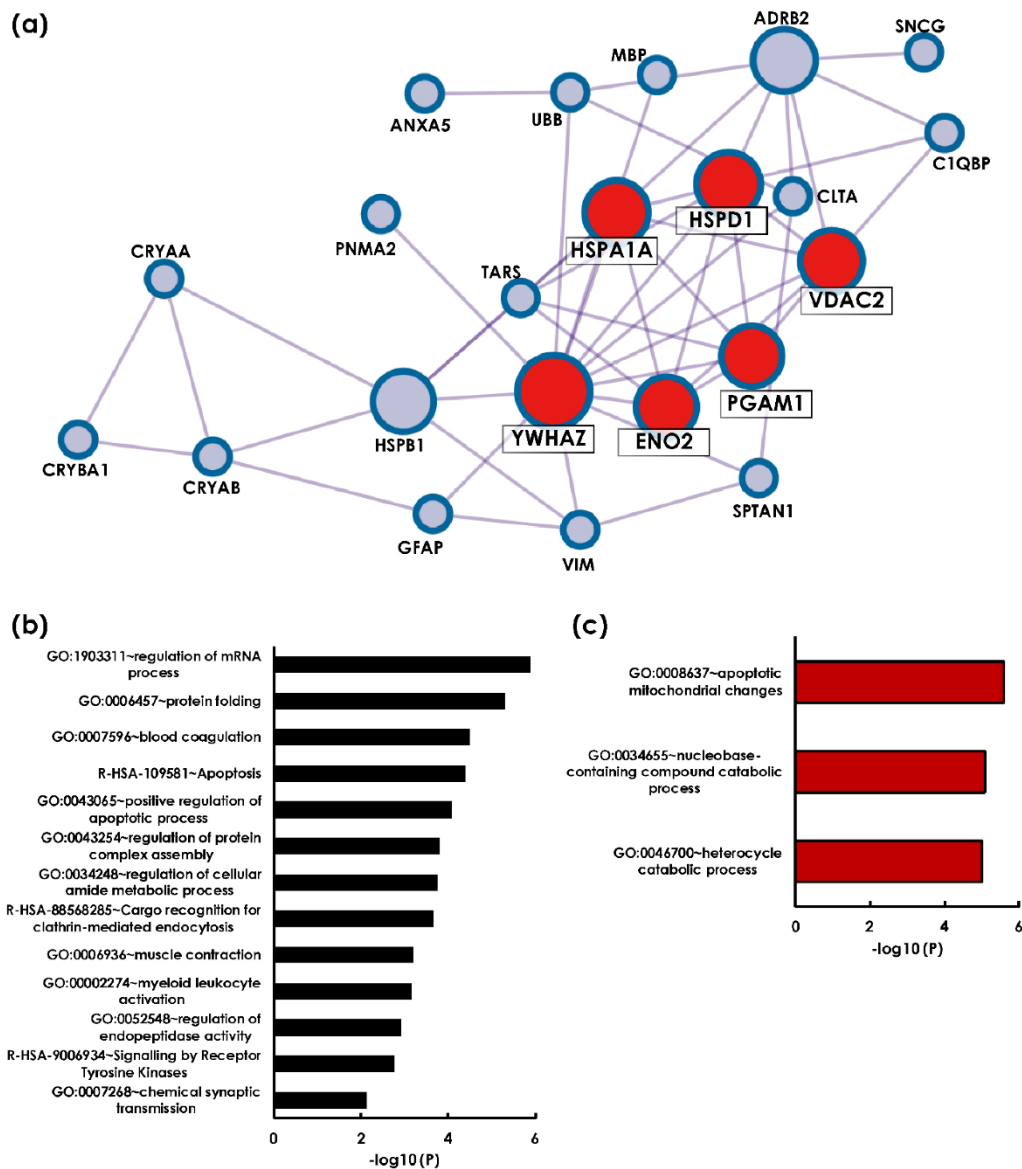 (a)
ADRB2
SNCG
MBP
ANXA5
UBB
C1QBP
HSPD1
CLTA
HSPA1A
PNMA2
CRYAA
TARS
VDAC2
PGAM1
HSPB1
YWHAZ
ENO2
CRYBA1
CRYAB
SPTAN1
GFAP
VIM
(b)
GO:1903311~regulation of mRNA
process
GO:0006457~protein folding
GO:0007596~blood coagulation
R-HSA-109581~Apoptosis
GO:0043065~positive regulation of
apoptotic process
GO:0043254~regulation of protein
complex assembly
GO:0034248~regulation of cellular
amide metabolic process
R-HSA-88568285~Cargo recognition for
clathrin-mediated endocytosis
GO:0006936~muscle contraction
GO:00002274~myeloid leukocyte
activation
GO:0052548~regulation of
endopeptidase activity
R-HSA-9006934~Signalling by Receptor
Tyrosine Kinases
GO:0007268~chemical synaptic
transmission
0 2 4 6
-log10(P)
(c)
GO:0008637~apoptotic
mitochondrial changes
GO:0034655~nucleobase-
containing compound catabolic
process
GO:0046700~heterocycle
catabolic process
0 2 4 6
-log10(P)